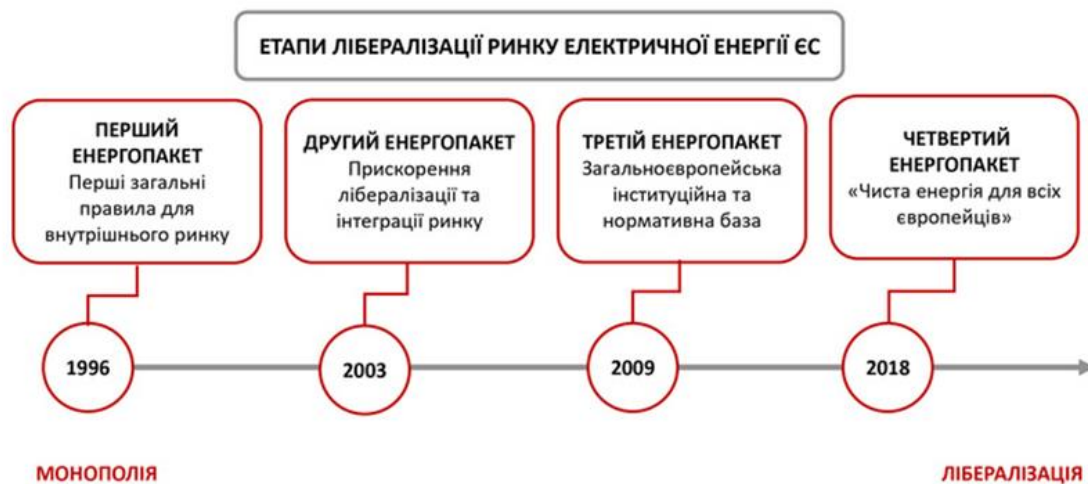 ЕТАПИ ЛІБЕРАЛІЗАЦІЇ РИНКУ ЕЛЕКТРИЧНОЇ ЕНЕРГІЇ ЄС
ПЕРШИЙ
ЕНЕРГОПАКЕТ
Перші загальні
правила для
внутрішнього ринку
ДРУГИЙ ЕНЕРГОПАКЕТ
Прискорення
лібералізації та
інтеграції ринку
ТРЕТІЙ ЕНЕРГОПАКЕТ
Загальноєвропейська
інституційна та
нормативна база
ЧЕТВЕРТИЙ
ЕНЕРГОПАКЕТ
«Чиста енергія для всіх
європейців»
1996
2003
2009
2018
МОНОПОЛІЯ
ЛІБЕРАЛІЗАЦІЯ